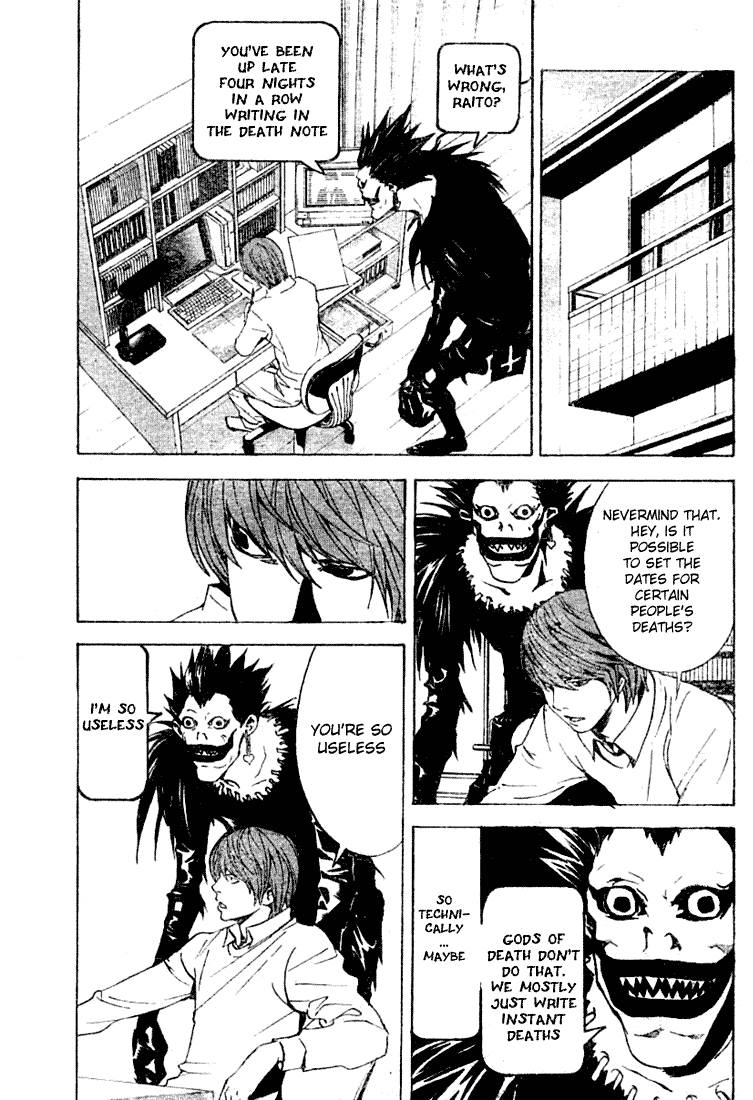 WHAT'S
WRONG,
RAITO?
YOU'VE BEEN
UP LATE
FOUR NIGHTS
IN A ROW
WRITING IN
THE DEATH NOTE
NEVERMIND THAT.
HEY, IS IT
POSSIBLE
TO SET THE
DATES FOR
CERTAIN
PEOPLE'S
DEATHS?
GODS OF
DEATH DON'T
DO THAT.
WE MOSTLY
JUST WRITE
INSTANT
DEATHS
SO
TECHNI-
CALLY
...
MAYBE
YOU'RE SO
USELESS
I'M SO
USELESS